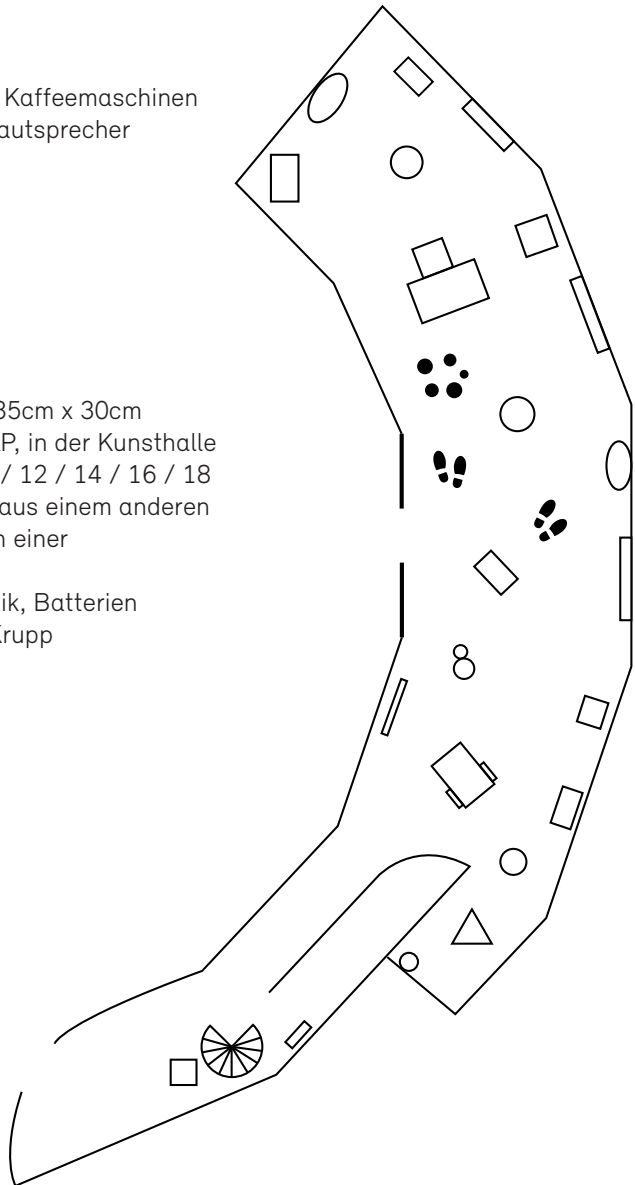 Kaffeemaschinen
autsprecher
35cm x 30cm
P, in der Kunsthalle
/ 12 / 14 / 16 / 18
aus einem anderen
einer
ik, Batterien
Krupp